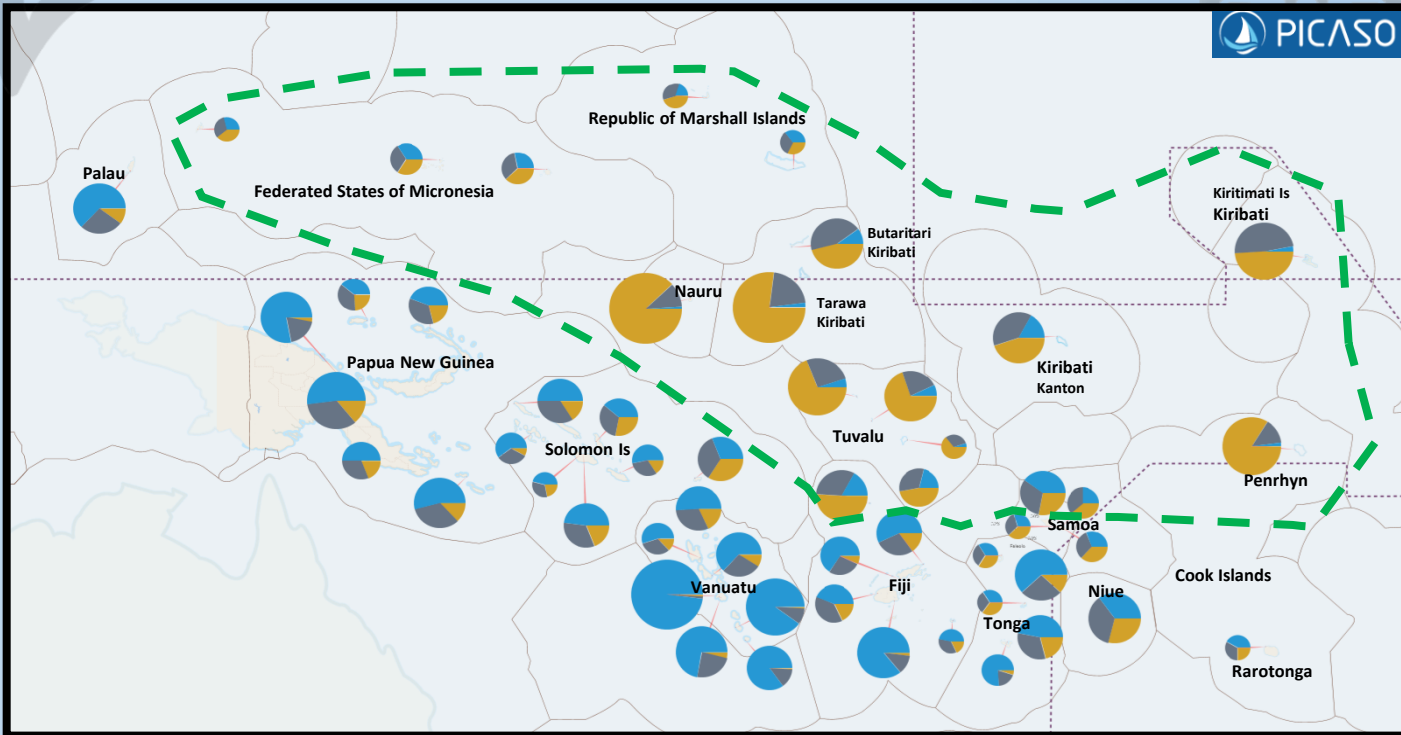 PICASO
Republic of Marshall Islands
Palau
Federated States of Micronesia
Kiritimati Is
Kiribati
Butaritari
Kiribati
Nauru
Tarawa
Kiribati
Papua New Guinea
Kiribati
Kanton
Tuvalu
Solomon Is
Penrhyn
Samoa
Vanuatu
Fiji
Niue
Cook Islands
Tonga
Rarotonga